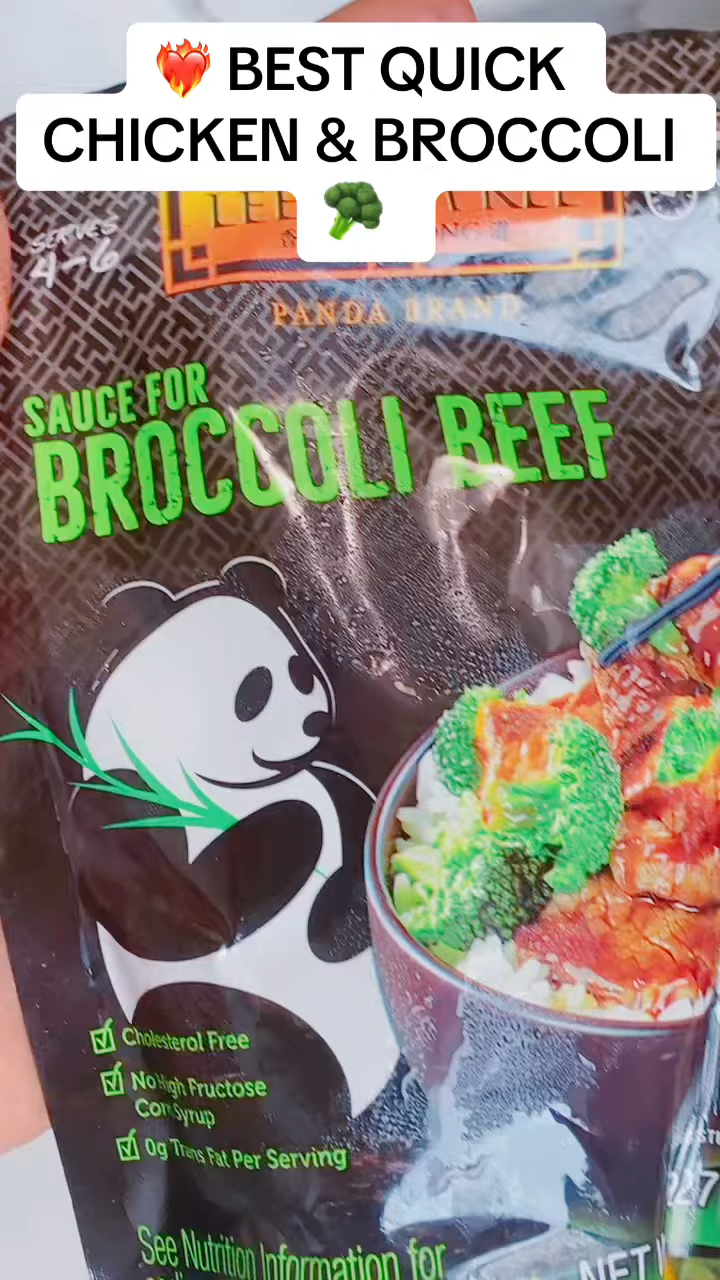 ❤️‍🔥 BEST QUICK
CHICKEN & BROCCOLI
🥦
SERVES
4-6
PANDA BRAND
SAUCE FOR
BROCCOLI BEEF
Cholesterol Free
No High Fructose
Corn Syrup
0g Trans Fat Per Serving
See Nutrition Information for
NET